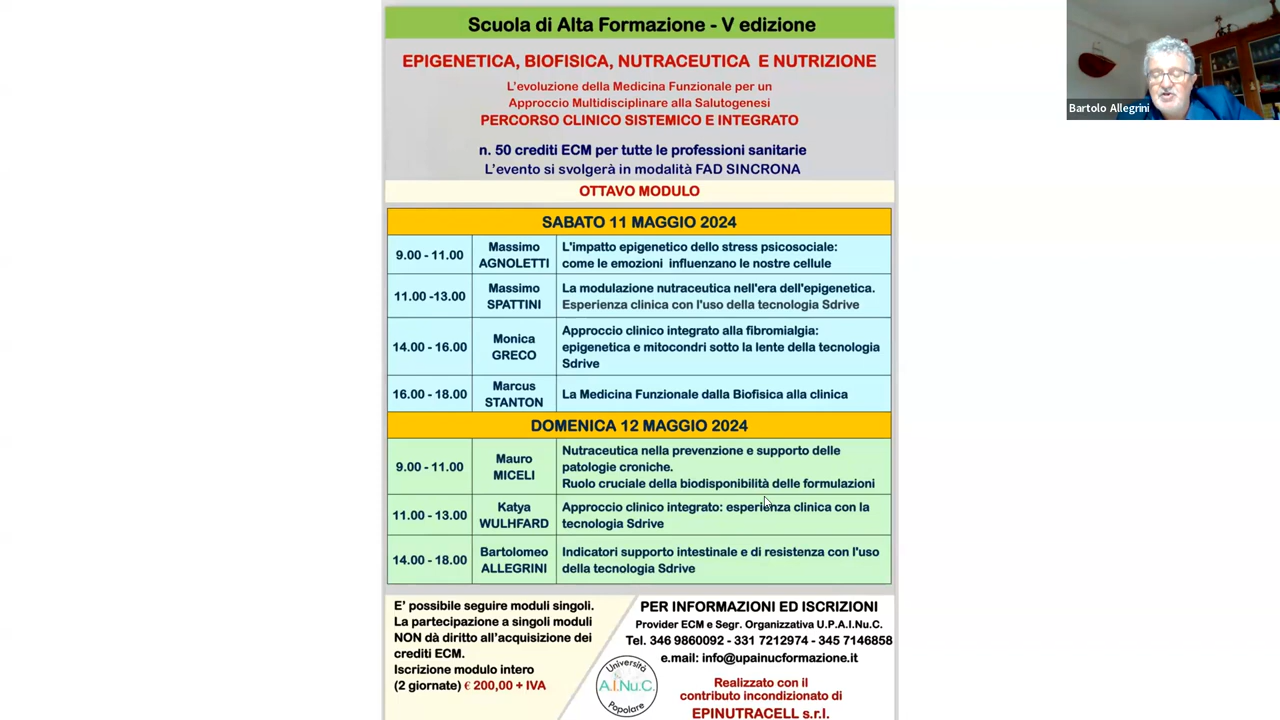 Scuola di Alta Formazione - V edizione
EPIGENETICA, BIOFISICA, NUTRACEUTICA E NUTRIZIONE
L'evoluzione della Medicina Funzionale per un
Approccio Multidisciplinare alla Salutogenesi
PERCORSO CLINICO SISTEMICO E INTEGRATO
n. 50 crediti ECM per tutte le professioni sanitarie
L'evento si svolgerà in modalità FAD SINCRONA
OTTAVO MODULO
SABATO 11 MAGGIO 2024
9.00 - 11.00
Massimo
AGNOLETTI
L'impatto epigenetico dello stress psicosociale:
come le emozioni influenzano le nostre cellule
11.00 -13.00
Massimo
SPATTINI
La modulazione nutraceutica nell'era dell'epigenetica.
Esperienza clinica con l'uso della tecnologia Sdrive
14.00 - 16.00
Monica
GRECO
Approccio clinico integrato alla fibromialgia:
epigenetica e mitocondri sotto la lente della tecnologia
Sdrive
16.00 - 18.00
Marcus
STANTON
La Medicina Funzionale dalla Biofisica alla clinica
DOMENICA 12 MAGGIO 2024
9.00 - 11.00
Mauro
MICELI
Nutraceutica nella prevenzione e supporto delle
patologie croniche.
Ruolo cruciale della biodisponibilità delle formulazioni
11.00 - 13.00
Katya
WULHFARD
Approccio clinico integrato: esperienza clinica con la
tecnologia Sdrive
14.00 - 18.00
Bartolomeo
ALLEGRINI
Indicatori supporto intestinale e di resistenza con l'uso
della tecnologia Sdrive
E' possibile seguire moduli singoli.
La partecipazione a singoli moduli
NON dà diritto all'acquisizione dei
crediti ECM.
Iscrizione modulo intero
(2 giornate) € 200,00 + IVA
PER INFORMAZIONI ED ISCRIZIONI
Provider ECM e Segr. Organizzativa U.P.A.I.Nu.C.
Tel. 346 9860092 - 331 7212974 - 345 7146858
e.mail: info@upainucformazione.it
Università
A.I.Nu.C.
Popolare
Realizzato con il
contributo incondizionato di
EPINUTRACELL s.r.l.
Bartolo Allegrini